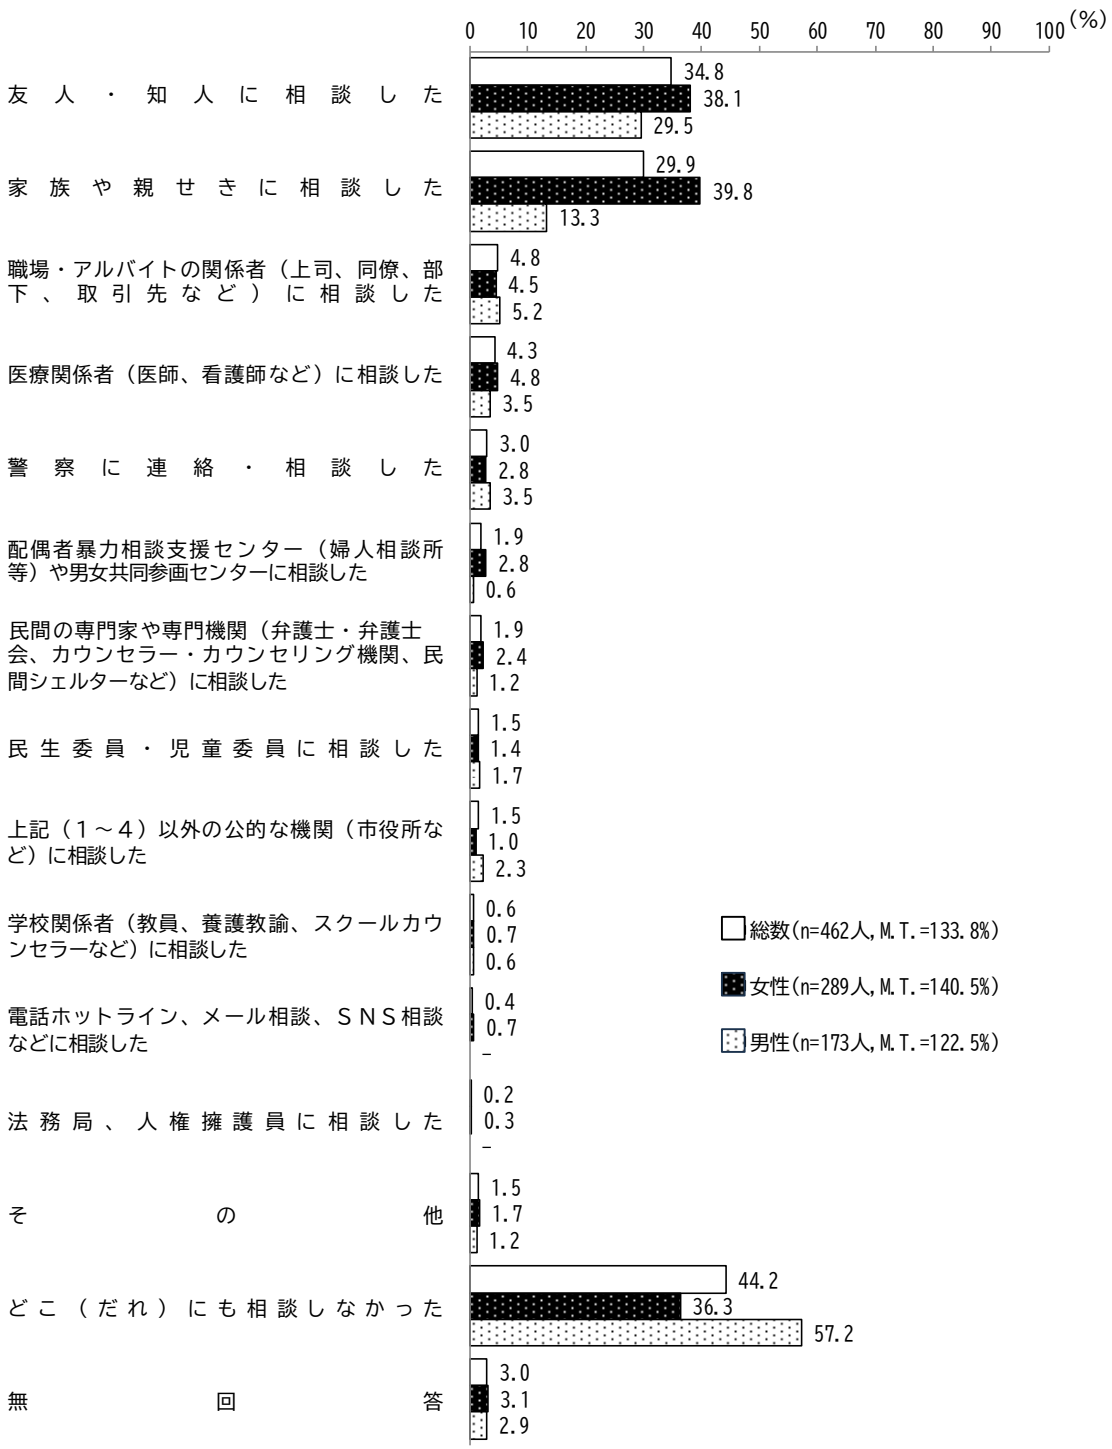 0 10 20 30 40 50 60 70 80 90 100 (%)
友人・知人に相談した
34.8
38.1
29.5
家族や親せきに相談した
29.9
39.8
13.3
職場・アルバイトの関係者（上司、同僚、部
下、取引先など）に相談した
4.8
4.5
5.2
医療関係者（医師、看護師など）に相談した
4.3
4.8
3.5
警察に連絡・相談した
3.0
2.8
3.5
配偶者暴力相談支援センター（婦人相談所
等）や男女共同参画センターに相談した
1.9
2.8
0.6
民間の専門家や専門機関（弁護士・弁護士
会、カウンセラー・カウンセリング機関、民
間シェルターなど）に相談した
1.9
2.4
1.2
民生委員・児童委員に相談した
1.5
1.4
1.7
上記（１～４）以外の公的な機関（市役所な
ど）に相談した
1.5
1.0
2.3
学校関係者（教員、養護教諭、スクールカウ
ンセラーなど）に相談した
0.6
0.7
0.6
電話ホットライン、メール相談、ＳＮＳ相談
などに相談した
0.4
0.7
－
法務局、人権擁護員に相談した
0.2
0.3
－
その他
1.5
1.7
1.2
どこ（だれ）にも相談しなかった
44.2
36.3
57.2
無回答
3.0
3.1
2.9
総数(n=462人,M.T.=133.8%)
女性(n=289人,M.T.=140.5%)
男性(n=173人,M.T.=122.5%)